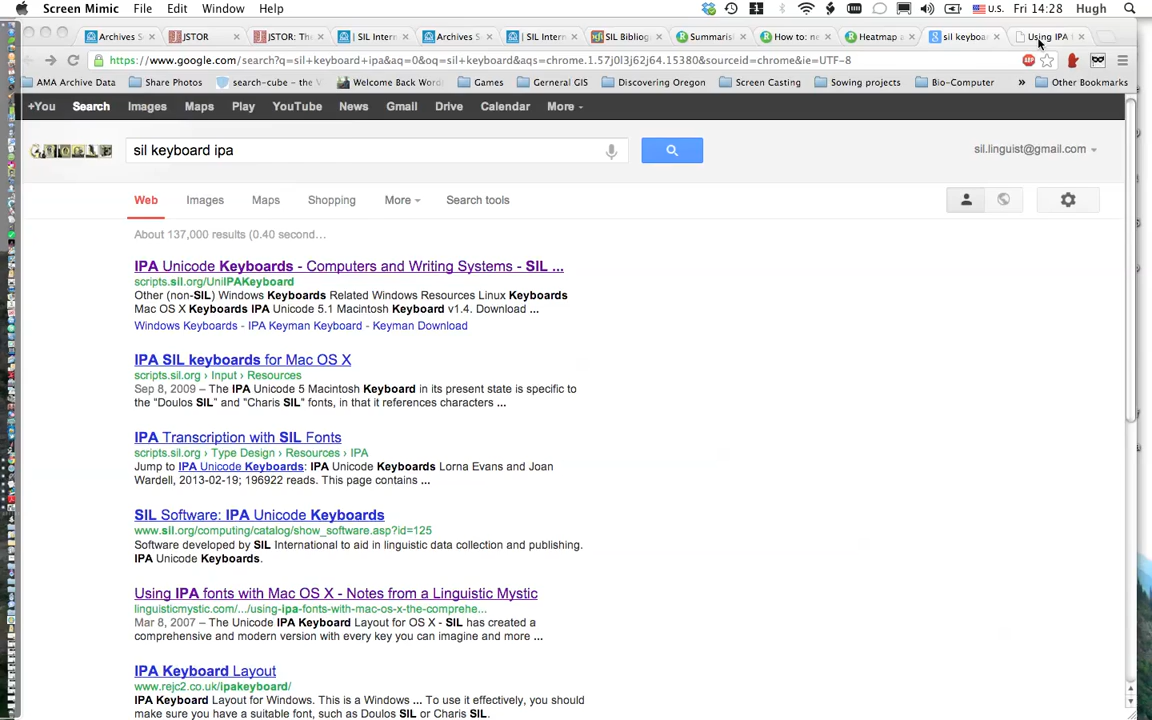 Screen Mimic File Edit Window Help U.S. Fri 14:28 Hugh
Archives S JSTOR JSTOR: The | SIL Intern Archives S | SIL Intern SIL Bibliog Summaris How to: ne Heatmap a sil keyboa Using IPA
https://www.google.com/search?q=sil+keyboard+ipa&aq=0&oq=sil+keyboard&aqs=chrome.1.57j0l3j62j64.15380&sourceid=chrome&ie=UTF-8 ABP
AMA Archive Data Share Photos search-cube - the V Welcome Back Word Games General GIS Discovering Oregon Screen Casting Sowing projects Bio-Computer » Other Bookmarks
+You Search Images Maps Play YouTube News Gmail Drive Calendar More
sil keyboard ipa
sil.linguist@gmail.com
Web Images Maps Shopping More Search tools
About 137,000 results (0.40 second…
IPA Unicode Keyboards - Computers and Writing Systems - SIL ...
scripts.sil.org/UniIPAKeyboard
Other (non-SIL) Windows Keyboards Related Windows Resources Linux Keyboards
Mac OS X Keyboards IPA Unicode 5.1 Macintosh Keyboard v1.4. Download ...
Windows Keyboards - IPA Keyman Keyboard - Keyman Download
IPA SIL keyboards for Mac OS X
scripts.sil.org › Input › Resources
Sep 8, 2009 – The IPA Unicode 5 Macintosh Keyboard in its present state is specific to
the "Doulos SIL" and "Charis SIL" fonts, in that it references characters ...
IPA Transcription with SIL Fonts
scripts.sil.org › Type Design › Resources › IPA
Jump to IPA Unicode Keyboards: IPA Unicode Keyboards Lorna Evans and Joan
Wardell, 2013-02-19; 196922 reads. This page contains ...
SIL Software: IPA Unicode Keyboards
www.sil.org/computing/catalog/show_software.asp?id=125
Software developed by SIL International to aid in linguistic data collection and publishing.
IPA Unicode Keyboards.
Using IPA fonts with Mac OS X - Notes from a Linguistic Mystic
linguisticmystic.com/.../using-ipa-fonts-with-mac-os-x-the-comprehe...
Mar 8, 2007 – The Unicode IPA Keyboard Layout for OS X - SIL has created a
comprehensive and modern version with every key you can imagine and more ...
IPA Keyboard Layout
www.rejc2.co.uk/ipakeyboard/
IPA Keyboard Layout for Windows. This is a Windows ... To use it effectively, you should
make sure you have a suitable font, such as Doulos SIL or Charis SIL.